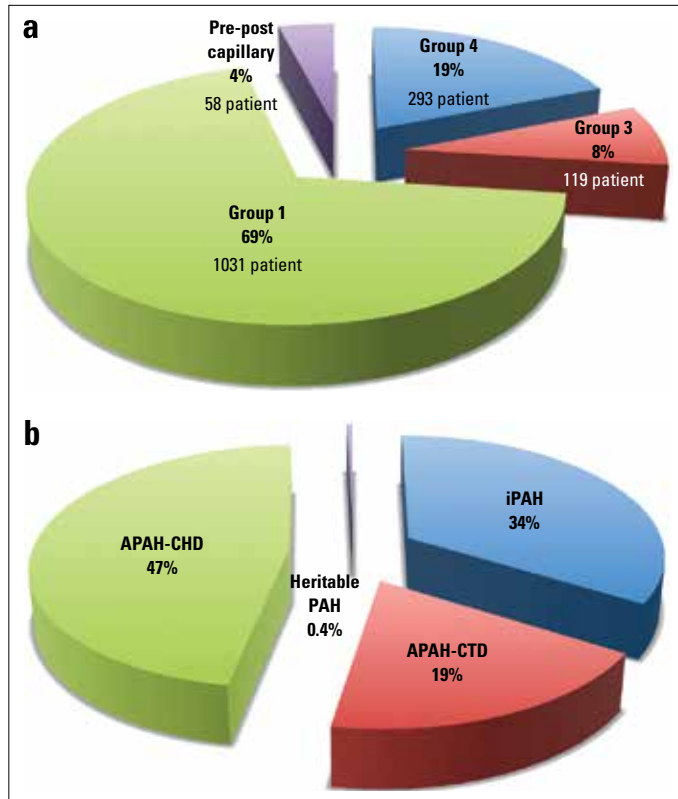 a
Pre-post
capillary
4%
58 patient
Group 4
19%
293 patient
Group 3
8%
119 patient
Group 1
69%
1031 patient
b
APAH-CHD
47%
Heritable
PAH
0.4%
iPAH
34%
APAH-CTD
19%